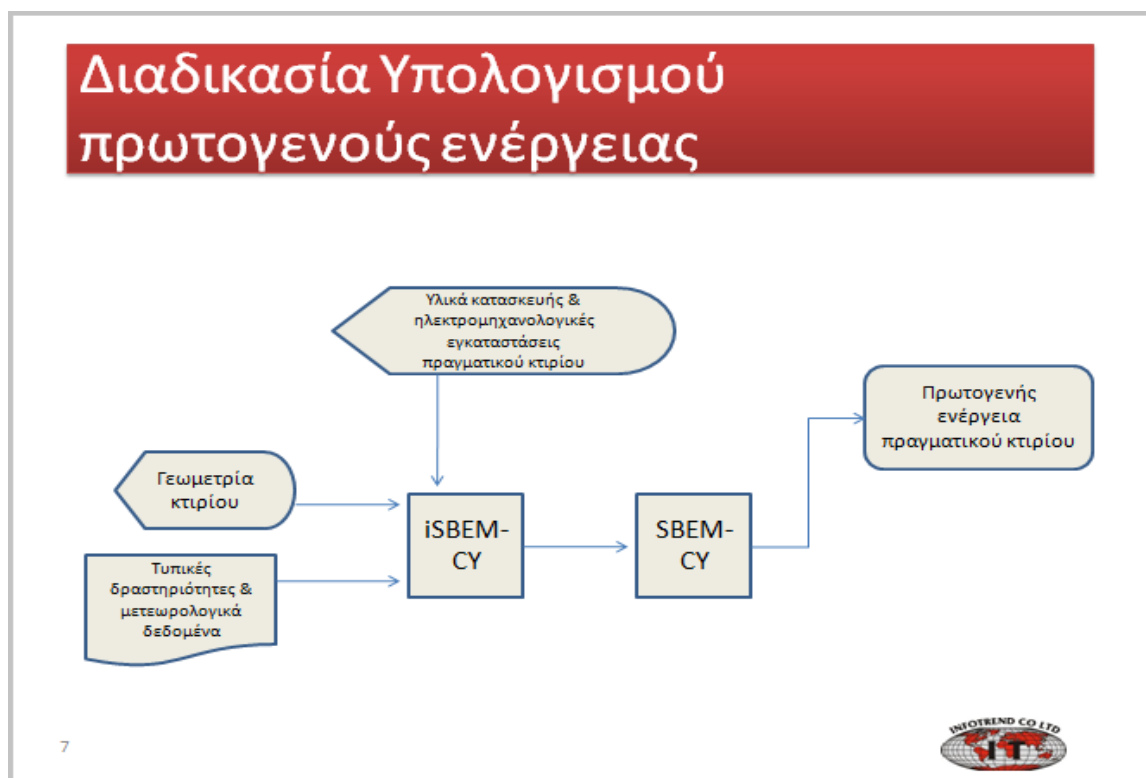 Διαδικασία Υπολογισμού
πρωτογενούς ενέργειας
Υλικά κατασκευής &
ηλεκτρομηχανολογικές
εγκαταστάσεις
πραγματικού κτιρίου
Πρωτογενής
ενέργεια
πραγματικού κτιρίου
Γεωμετρία
κτιρίου
iSBEM-
CY
SBEM-
CY
Τυπικές
δραστηριότητες &
μετεωρολογικά
δεδομένα
7
INFOTREND CO LTD
IT